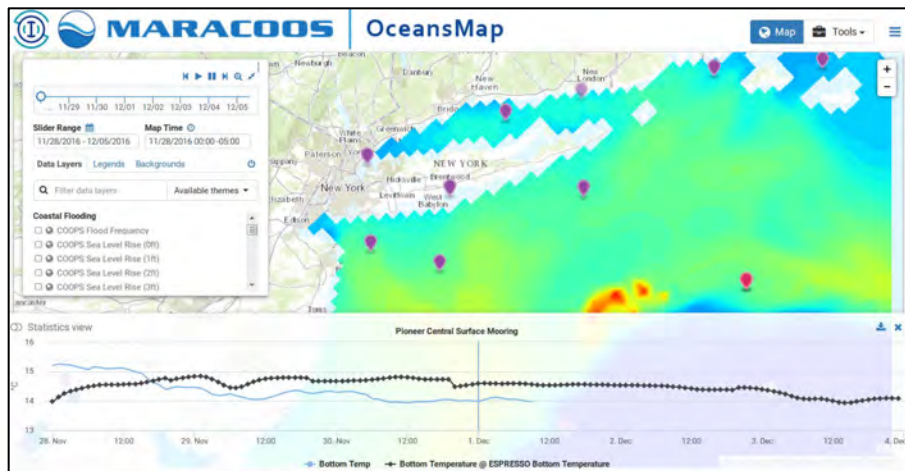 MARACOOS
OceansMap
Map
Tools
Beacon
Newburgh
Danbury
New Haven
New London
Bridg
11/29 11/30 12/01 12/02 12/03 12/04 12/05
Slider Range
Map Time
11/28/2016 - 12/05/2016
11/28/2016 00:00 -05:00
Data Layers
Legends
Backgrounds
Filter data layers
Available themes
Coastal Flooding
COOPS Flood Frequency
COOPS Sea Level Rise (0ft)
COOPS Sea Level Rise (1ft)
COOPS Sea Level Rise (2ft)
COOPS Sea Level Rise (3ft)
White Plains
Greenwich
Paterson
NEW YORK
Hicksville
Brentwood
New York
Levittown
West Babylon
Edison
Toms
+
−
Statistics view
Pioneer Central Surface Mooring
16
15
14
13
°C
28. Nov 12:00 29. Nov 12:00 30. Nov 12:00 1. Dec 12:00 2. Dec 12:00 3. Dec 12:00 4. Dec
Bottom Temp
Bottom Temperature @ ESPRESSO Bottom Temperature